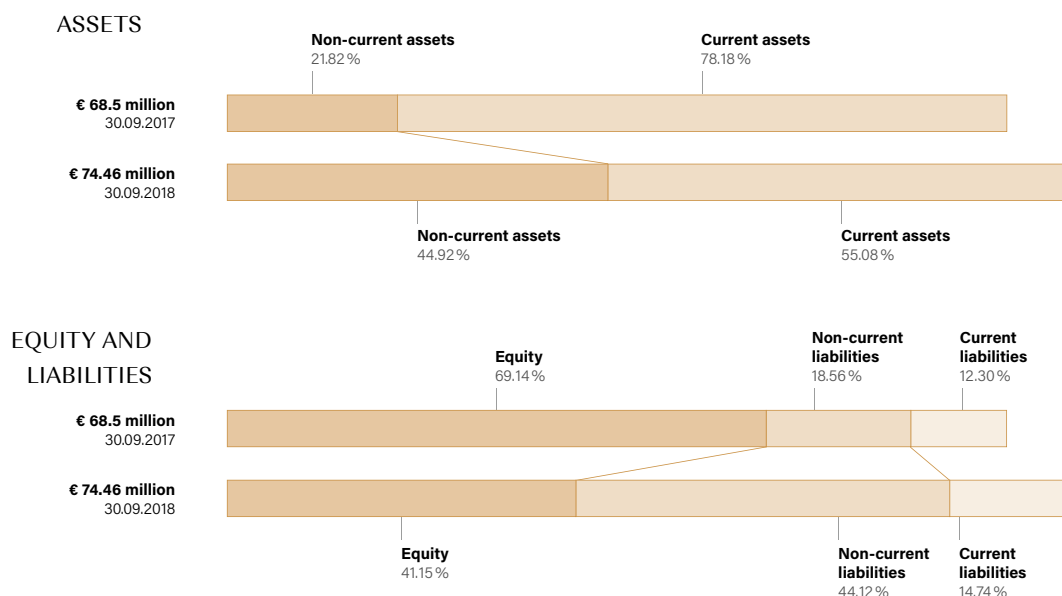 ASSETS
Non-current assets
21.82 %
Current assets
78.18 %
€ 68.5 million
30.09.2017
€ 74.46 million
30.09.2018
Non-current assets
44.92 %
Current assets
55.08 %
EQUITY AND
LIABILITIES
Equity
69.14 %
Non-current
liabilities
18.56 %
Current
liabilities
12.30 %
€ 68.5 million
30.09.2017
€ 74.46 million
30.09.2018
Equity
41.15 %
Non-current
liabilities
44.12 %
Current
liabilities
14.74 %